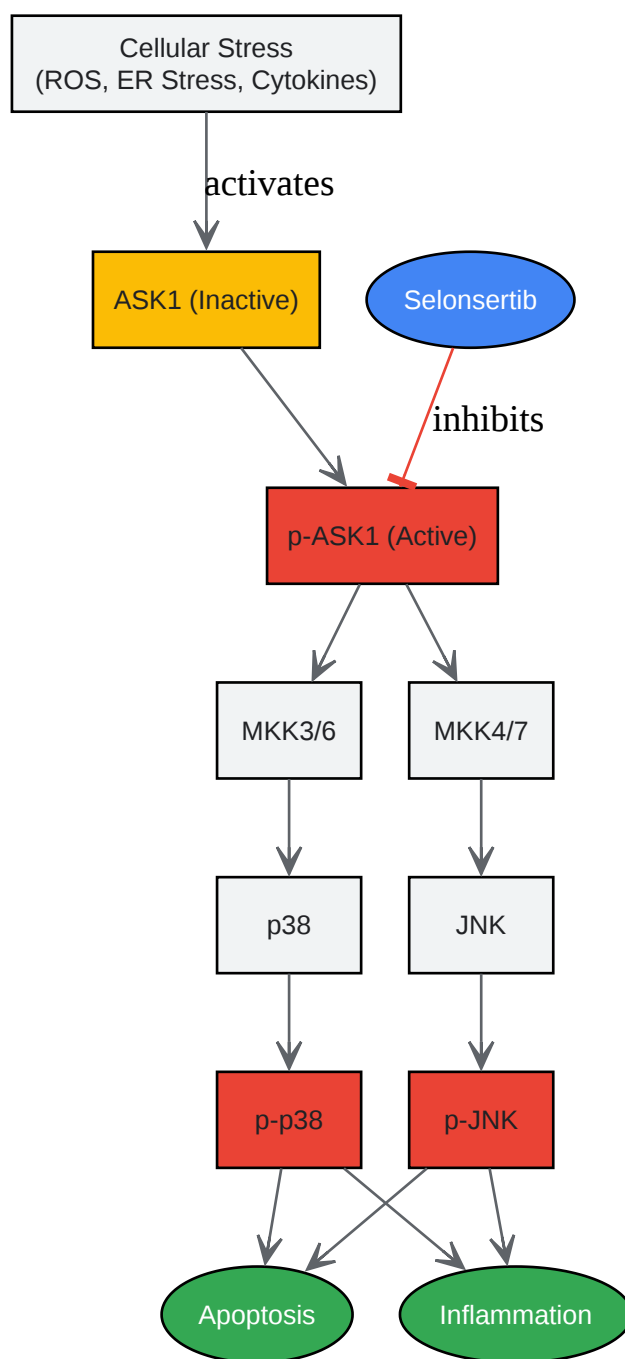 Cellular Stress
(ROS, ER Stress, Cytokines)
activates
ASK1 (Inactive)
Selonsertib
inhibits
p-ASK1 (Active)
MKK3/6
MKK4/7
p38
JNK
p-p38
p-JNK
Apoptosis
Inflammation